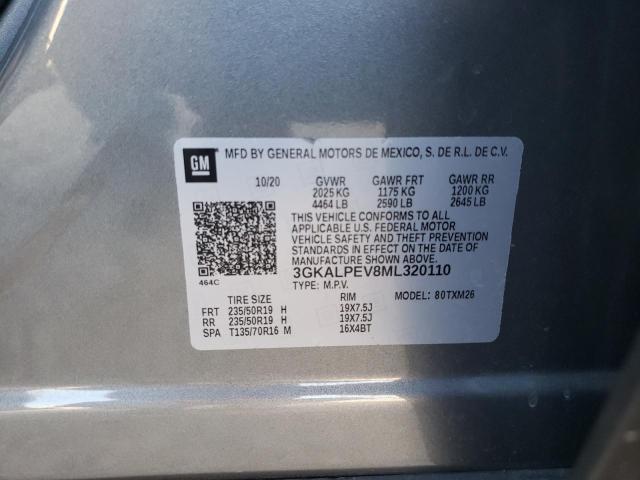 GM
MFD BY GENERAL MOTORS DE MEXICO, S. DE R.L. DE C.V.
10/20 GVWR GAWR FRT GAWR RR
2025 KG 1175 KG 1200 KG
4464 LB 2590 LB 2645 LB
THIS VEHICLE CONFORMS TO ALL
APPLICABLE U.S. FEDERAL MOTOR
VEHICLE SAFETY AND THEFT PREVENTION
STANDARDS IN EFFECT ON THE DATE OF
MANUFACTURE SHOWN ABOVE.
464C 3GKALPEV8ML320110
TYPE: M.P.V. MODEL: 80TXM26
TIRE SIZE RIM
FRT 235/50R19 H 19X7.5J
RR 235/50R19 H 19X7.5J
SPA T135/70R16 M 16X4BT